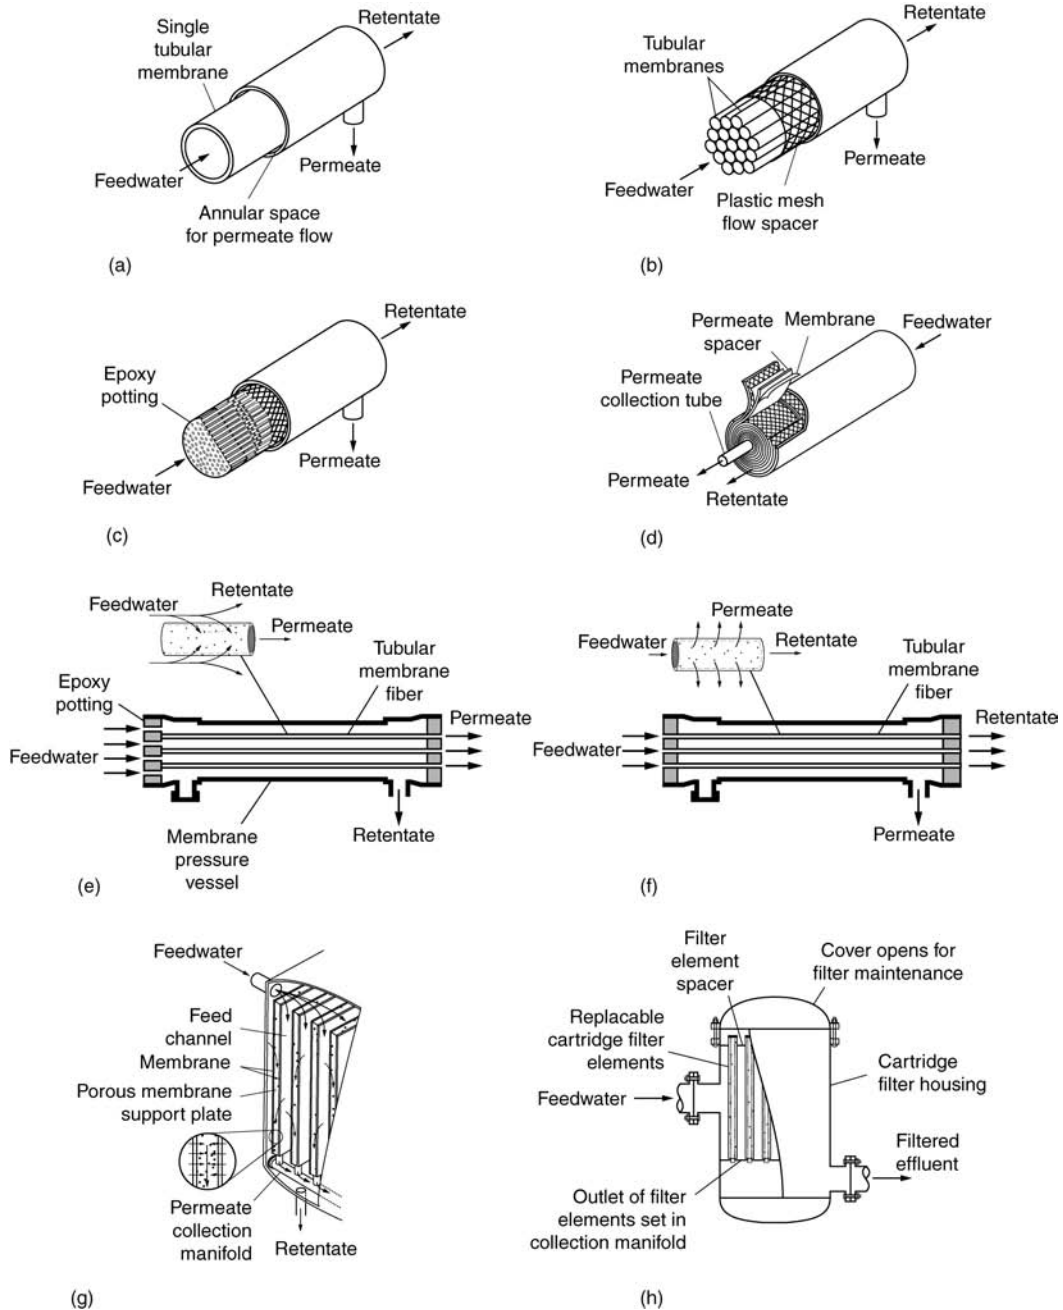 Single
tubular
membrane
Retentate
Feedwater
Permeate
Annular space
for permeate flow
(a)
Tubular
membranes
Retentate
Feedwater
Permeate
Plastic mesh
flow spacer
(b)
Retentate
Epoxy
potting
Feedwater
Permeate
(c)
Permeate
spacer
Membrane
Feedwater
Permeate
collection tube
Permeate
Retentate
(d)
Retentate
Feedwater
Permeate
Epoxy
potting
Tubular
membrane
fiber
Permeate
Feedwater
Membrane
pressure
vessel
Retentate
(e)
Permeate
Feedwater
Retentate
Tubular
membrane
fiber
Retentate
Feedwater
Permeate
(f)
Feedwater
Feed
channel
Membrane
Porous membrane
support plate
Permeate
collection
manifold
Retentate
(g)
Filter
element
spacer
Cover opens for
filter maintenance
Replacable
cartridge filter
elements
Cartridge
filter housing
Feedwater
Filtered
effluent
Outlet of filter
elements set in
collection manifold
(h)